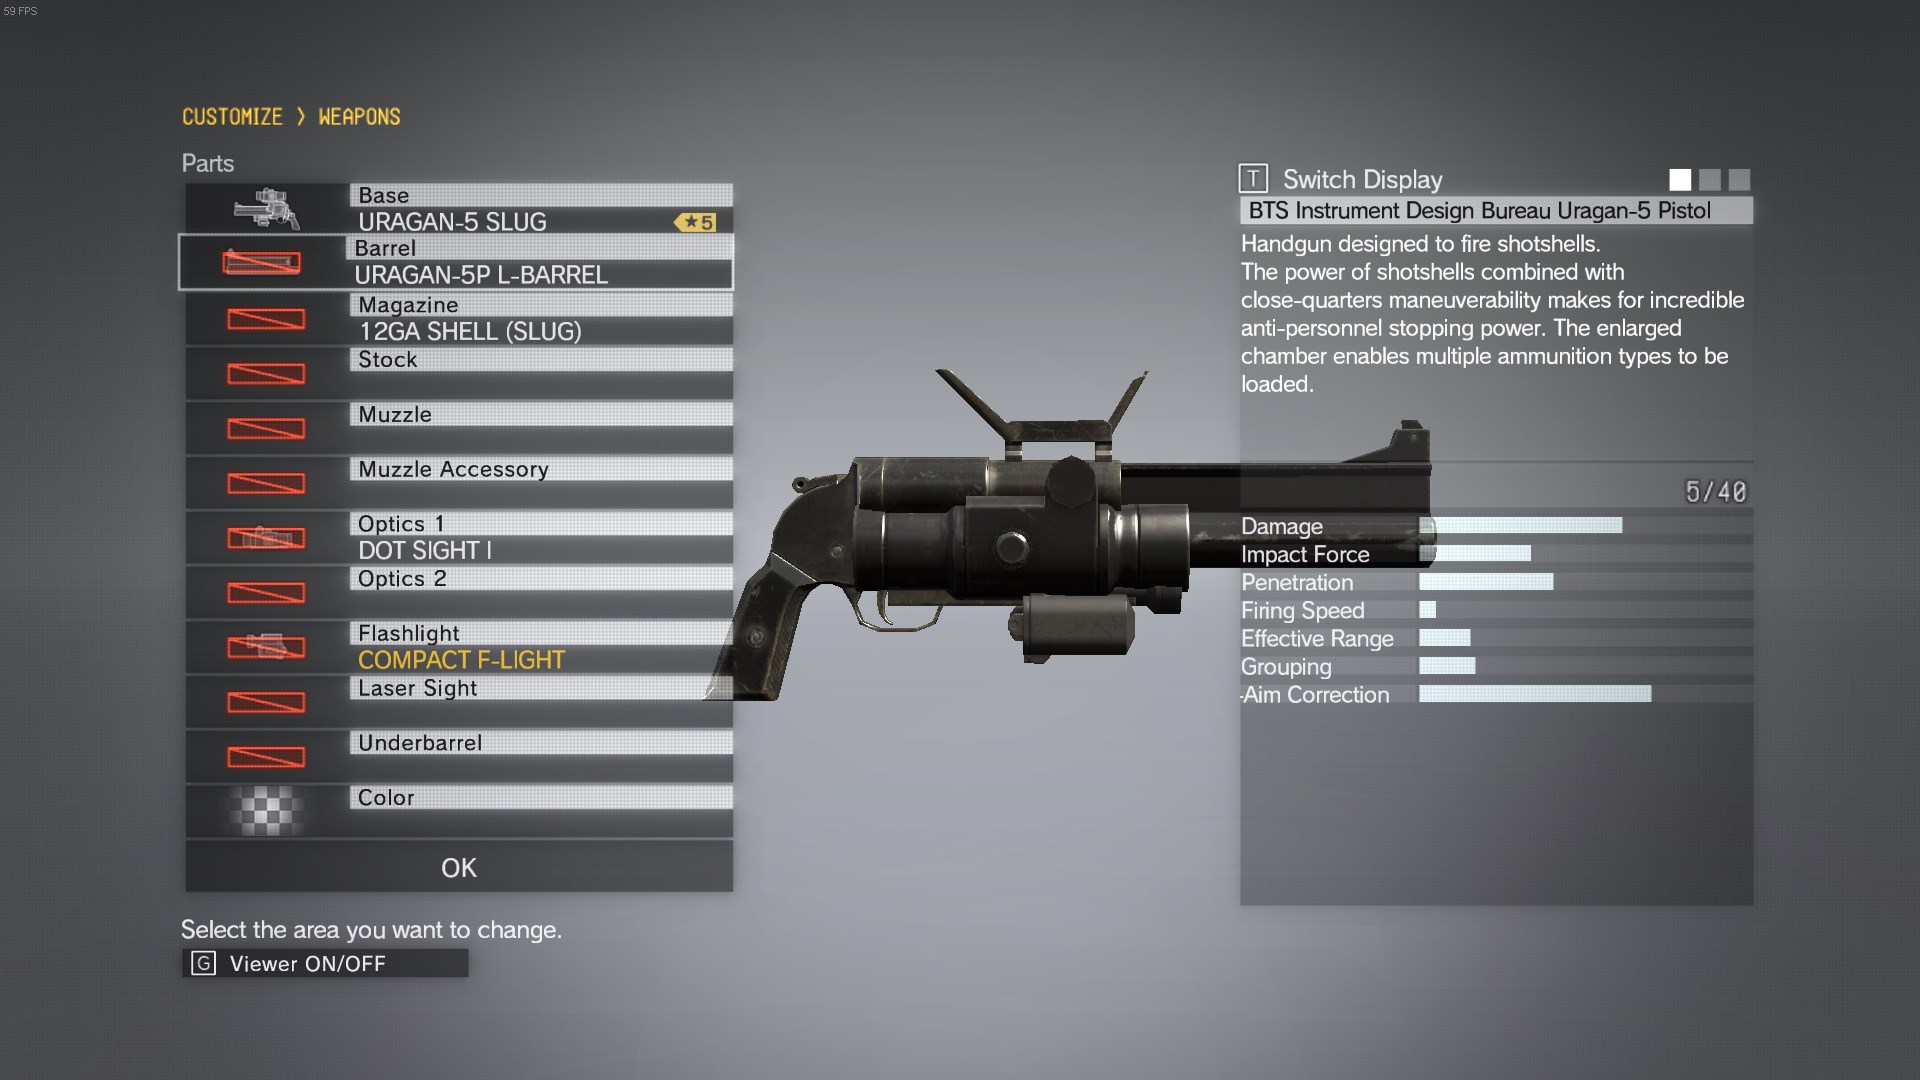 59 FPS
CUSTOMIZE > WEAPONS
Parts
Base
URAGAN-5 SLUG
★5
Barrel
URAGAN-5P L-BARREL
Magazine
12GA SHELL (SLUG)
Stock
Muzzle
Muzzle Accessory
Optics 1
DOT SIGHT I
Optics 2
Flashlight
COMPACT F-LIGHT
Laser Sight
Underbarrel
Color
OK
Select the area you want to change.
G Viewer ON/OFF
T Switch Display
BTS Instrument Design Bureau Uragan-5 Pistol
Handgun designed to fire shotshells.
The power of shotshells combined with
close-quarters maneuverability makes for incredible
anti-personnel stopping power. The enlarged
chamber enables multiple ammunition types to be
loaded.
5/40
Damage
Impact Force
Penetration
Firing Speed
Effective Range
Grouping
-Aim Correction